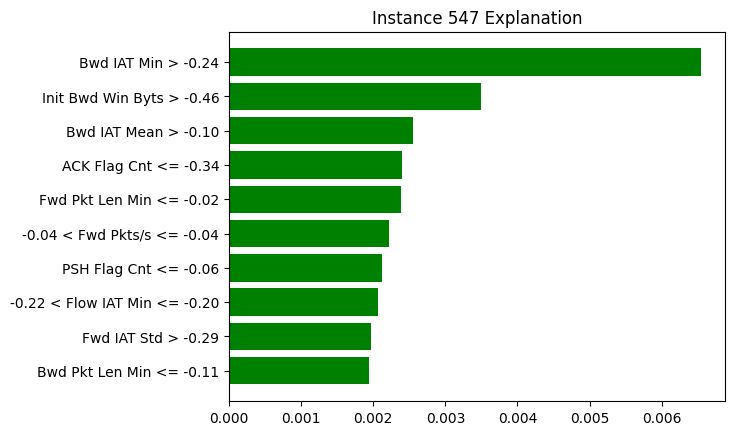 Instance 547 Explanation
Bwd IAT Min > -0.24
Init Bwd Win Byts > -0.46
Bwd IAT Mean > -0.10
ACK Flag Cnt <= -0.34
Fwd Pkt Len Min <= -0.02
-0.04 < Fwd Pkts/s <= -0.04
PSH Flag Cnt <= -0.06
-0.22 < Flow IAT Min <= -0.20
Fwd IAT Std > -0.29
Bwd Pkt Len Min <= -0.11
0.000 0.001 0.002 0.003 0.004 0.005 0.006